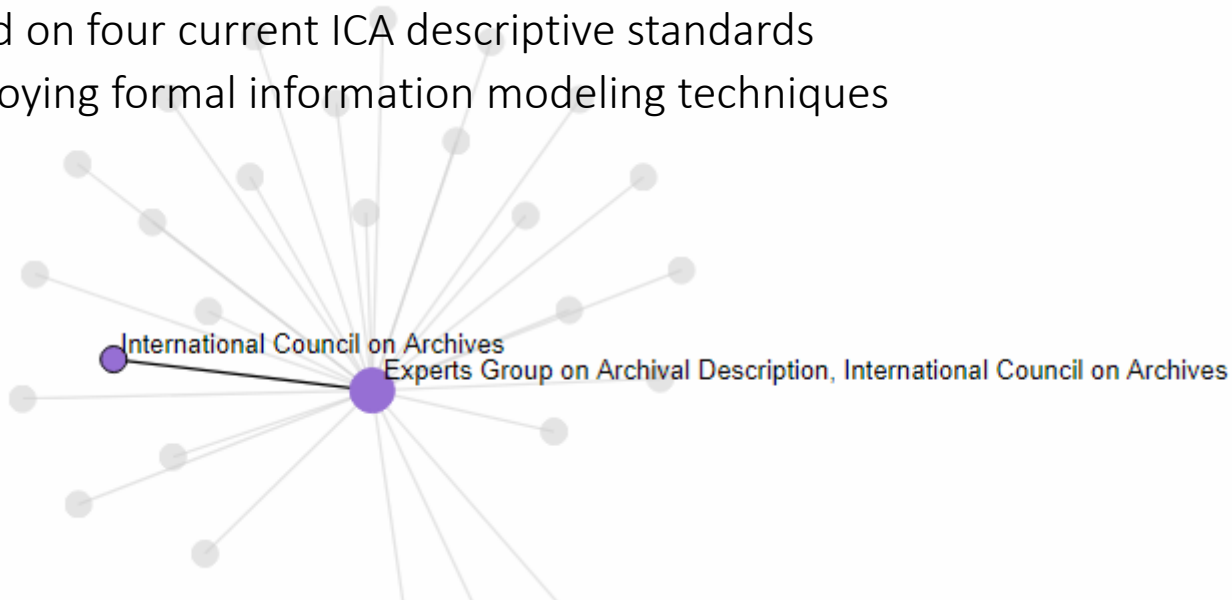 d on four current ICA descriptive standards
oying formal information modeling techniques
International Council on Archives
Experts Group on Archival Description, International Council on Archives